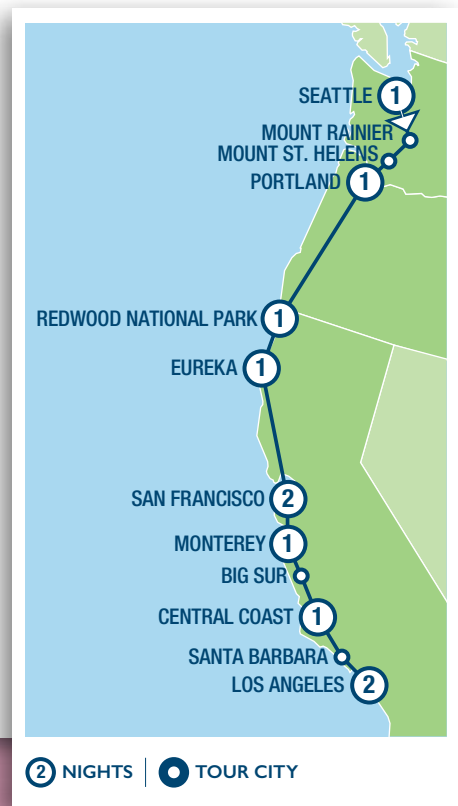 SEATTLE 1
MOUNT RAINIER
MOUNT ST. HELENS
PORTLAND 1
REDWOOD NATIONAL PARK 1
EUREKA 1
SAN FRANCISCO 2
MONTEREY 1
BIG SUR
CENTRAL COAST 1
SANTA BARBARA
LOS ANGELES 2
2 NIGHTS | TOUR CITY